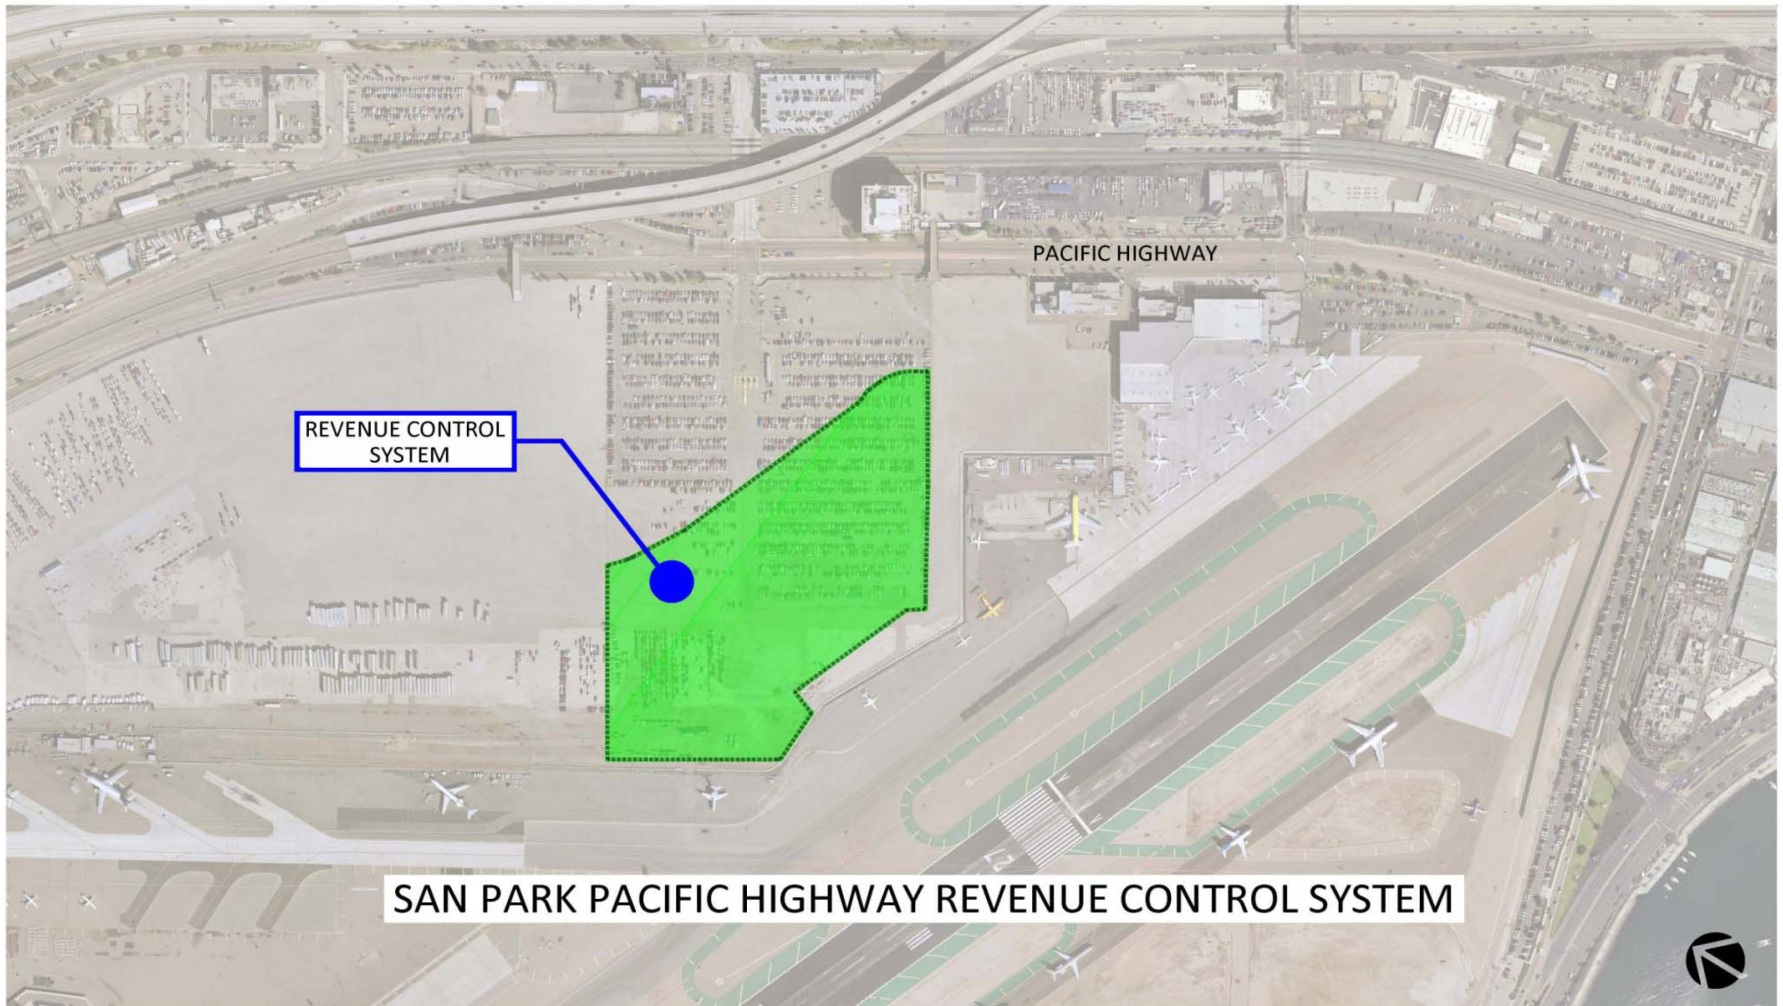 PACIFIC HIGHWAY
REVENUE CONTROL
SYSTEM
SAN PARK PACIFIC HIGHWAY REVENUE CONTROL SYSTEM